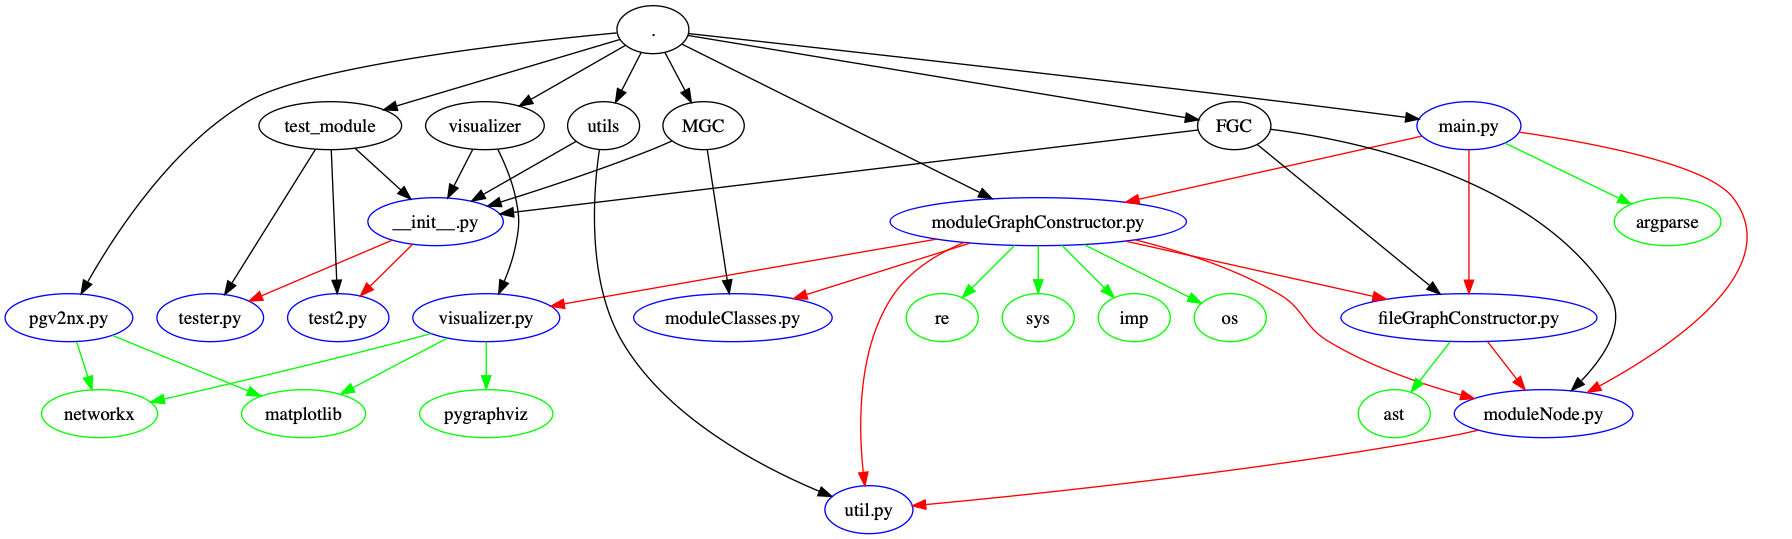 .
test_module
visualizer
utils
MGC
FGC
main.py
__init__.py
moduleGraphConstructor.py
argparse
pgv2nx.py
tester.py
test2.py
visualizer.py
moduleClasses.py
re
sys
imp
os
fileGraphConstructor.py
networkx
matplotlib
pygraphviz
ast
moduleNode.py
util.py